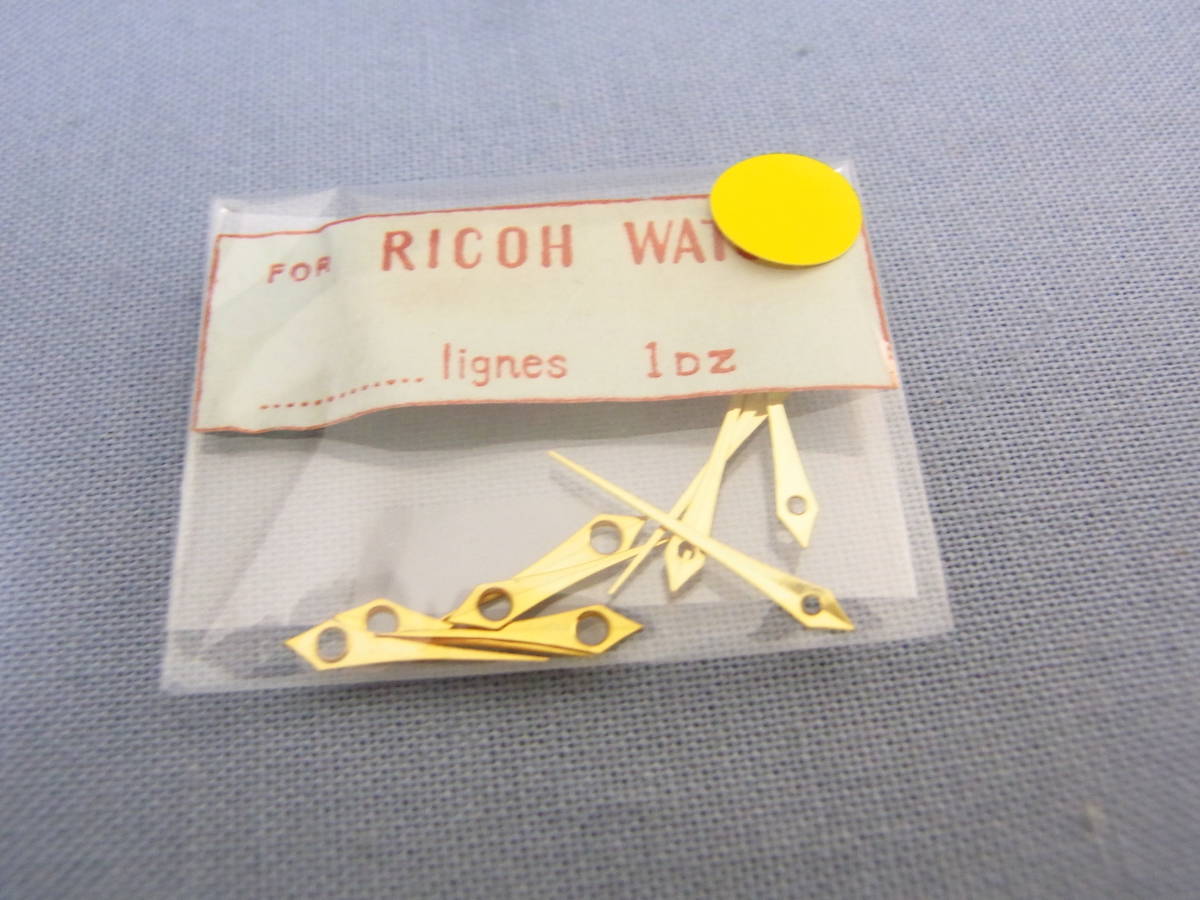 FOR RICOH WAT
............ lignes 1DZ